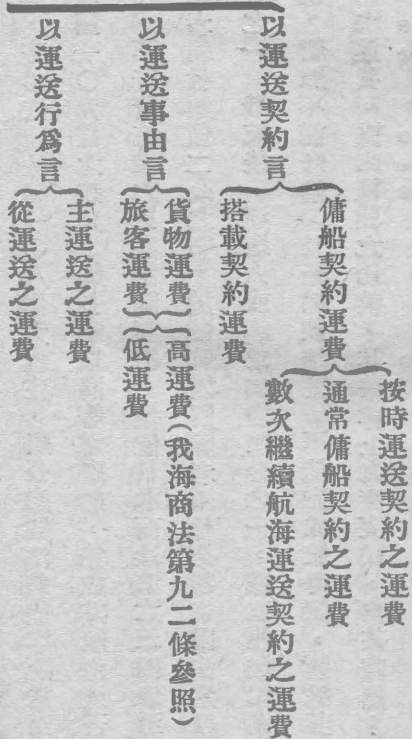 以運送契約言
傭船契約運費
按時運送契約之運費
通常傭船契約之運費
數次繼續航海運送契約之運費
搭載契約運費
以運送事由言
貨物運費
旅客運費
高運費(我海商法第九二條參照)
低運費
以運送行爲言
主運送之運費
從運送之運費